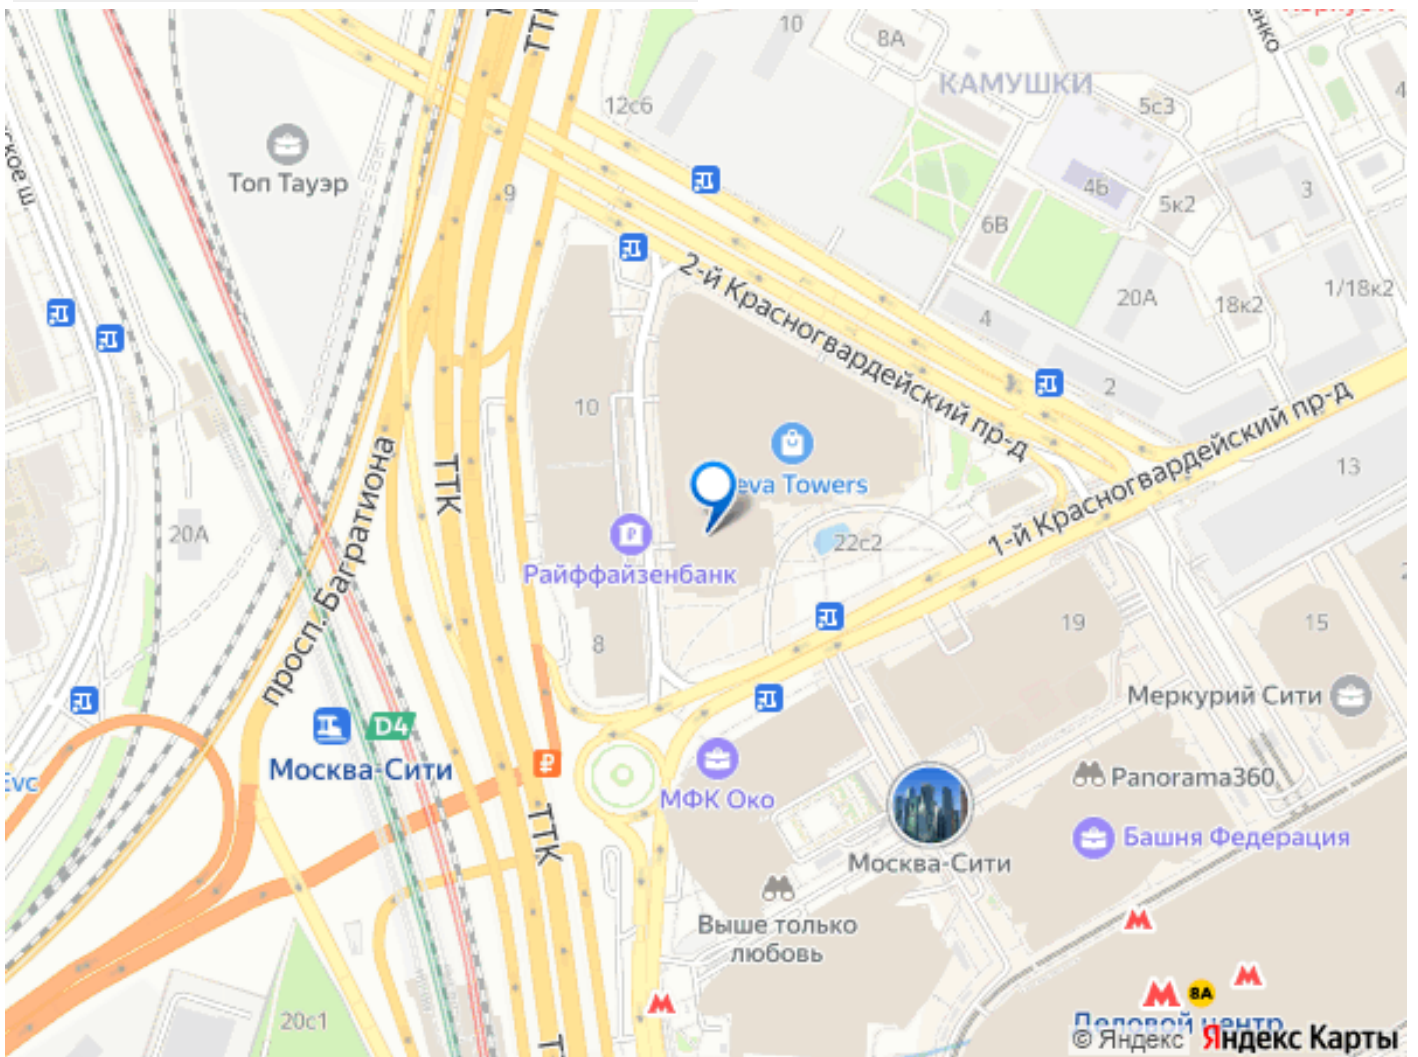 10
8А
КАМУШКИ
5с3
12с6
Топ Тауэр
9
4Б
5к2
3
6В
20А
18к2
1/18к2
4
2
2-й Красногвардейский пр-д
1-й Красногвардейский пр-д
13
10
просп. Багратиона
ТТК
20А
eva Towers
22с2
Райффайзенбанк
8
19
15
Меркурий Сити
D4
Москва-Сити
₽
МФК Око
Panorama360
Башня Федерация
Москва-Сити
ТТК
Выше только
любовь
М
М
М
М
8А
Деловой центр
20с1
© Яндекс Яндекс Карты